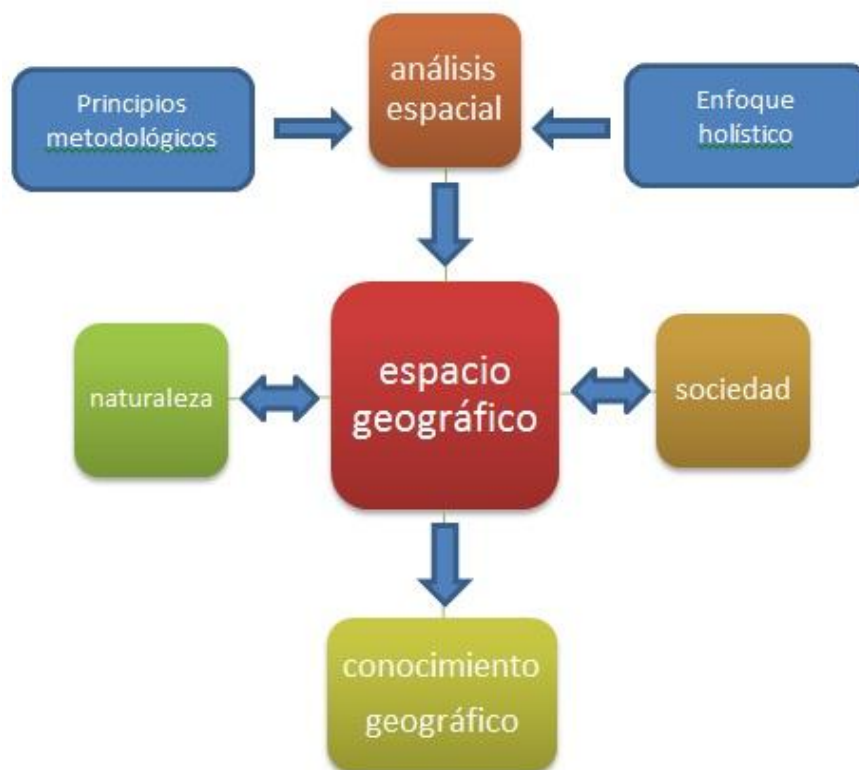 Principios
metodológicos
análisis
espacial
Enfoque
holístico
naturaleza
espacio
geográfico
sociedad
conocimiento
geográfico